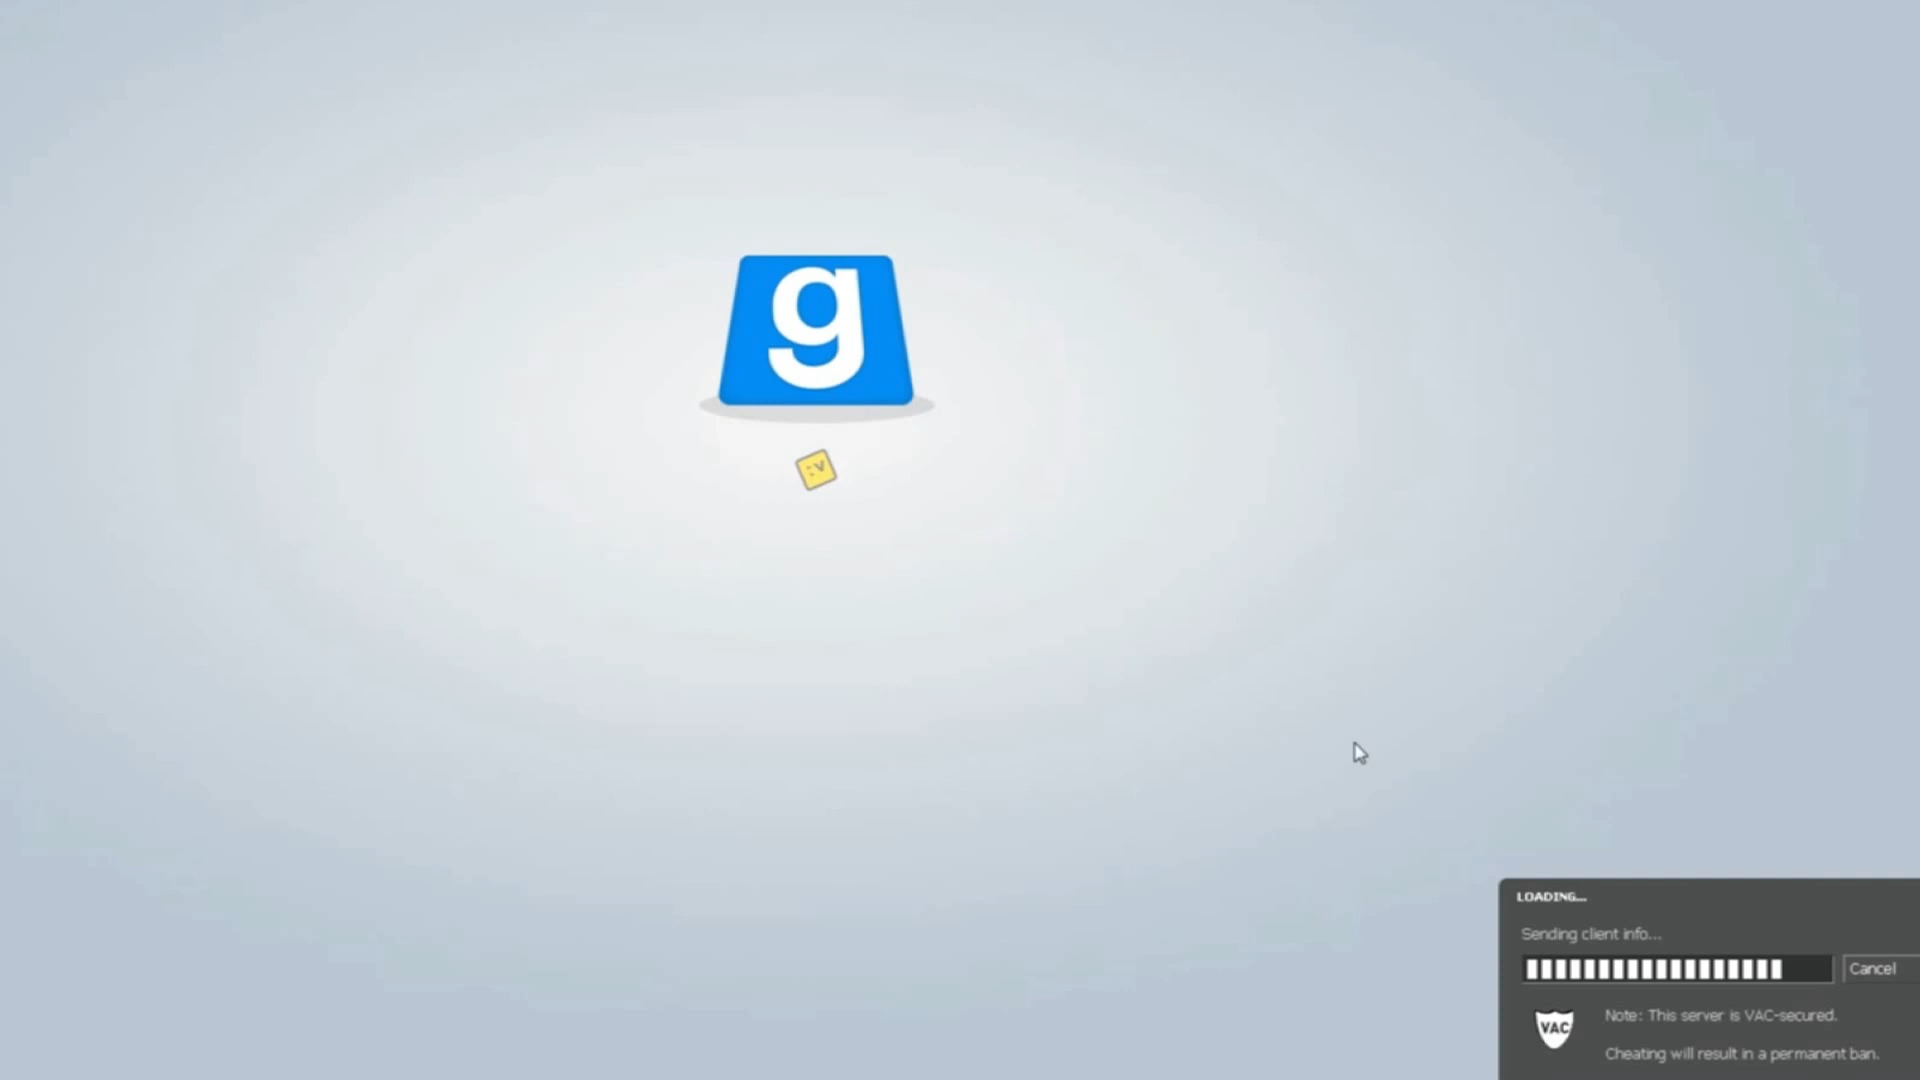 g
:v
LOADING...
Sending client info...
Cancel
VAC
Note: This server is VAC-secured.
Cheating will result in a permanent ban.